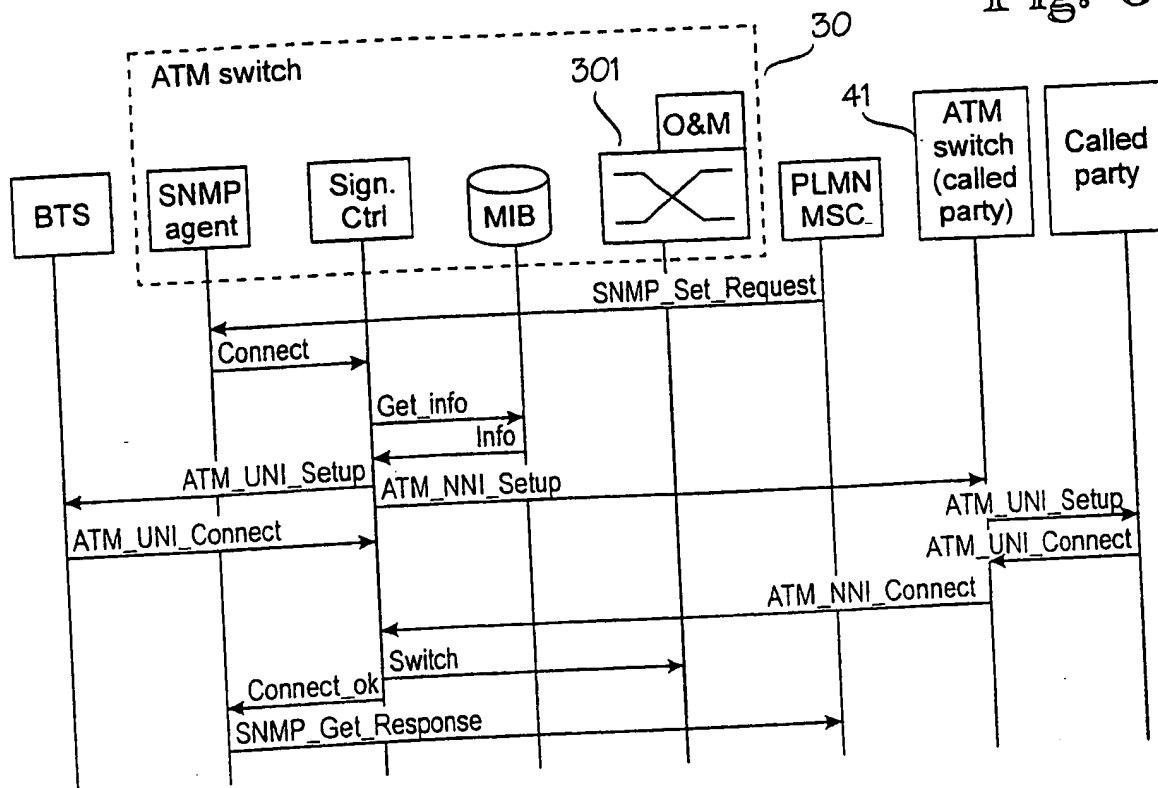 Fig.
30
ATM switch
301
41
O&M
ATM
switch
(called
party)
Called
party
BTS
SNMP
agent
Sign.
Ctrl
MIB
PLMN
MSC
SNMP_Set_Request
Connect
Get_info
Info
ATM_UNI_Setup
ATM_NNI_Setup
ATM_UNI_Setup
ATM_UNI_Connect
ATM_UNI_Connect
ATM_NNI_Connect
Switch
Connect_ok
SNMP_Get_Response